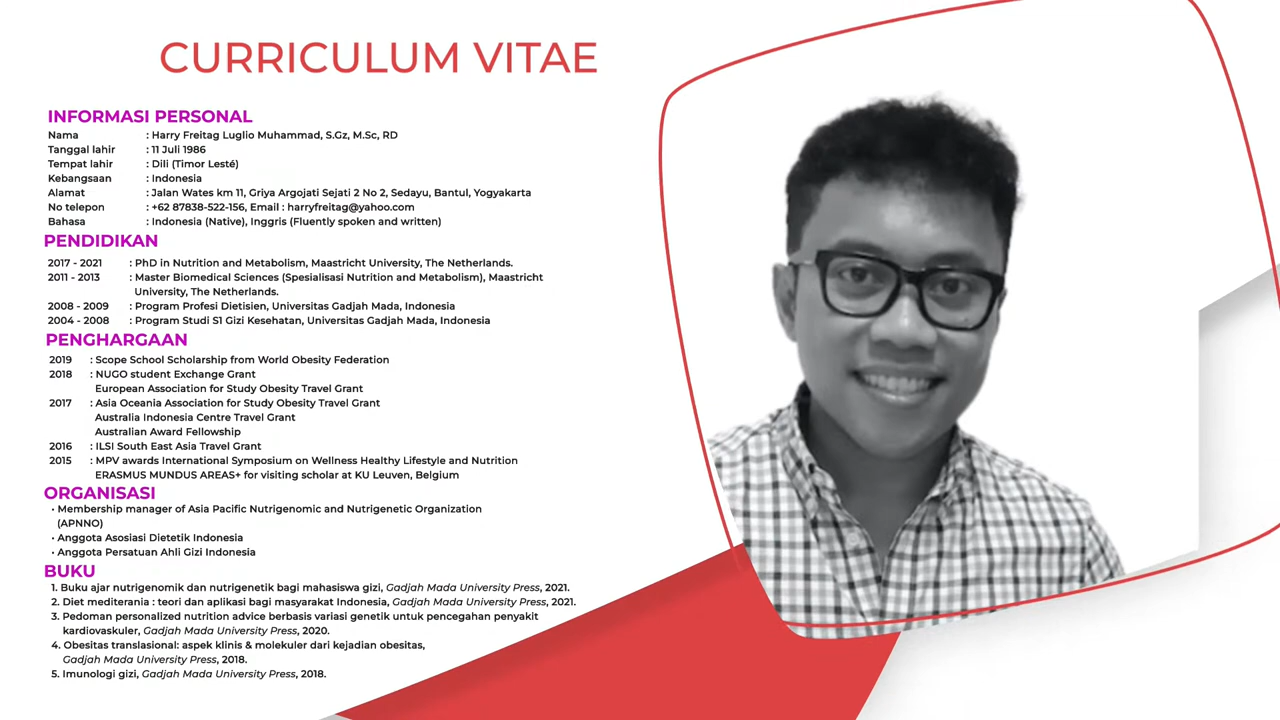 CURRICULUM VITAE
INFORMASI PERSONAL
Nama : Harry Freitag Luglio Muhammad, S.Gz, M.Sc, RD
Tanggal lahir : 11 Juli 1986
Tempat lahir : Dili (Timor Lesté)
Kebangsaan : Indonesia
Alamat : Jalan Wates km 11, Griya Argojati Sejati 2 No 2, Sedayu, Bantul, Yogyakarta
No telepon : +62 87838-522-156, Email : harryfreitag@yahoo.com
Bahasa : Indonesia (Native), Inggris (Fluently spoken and written)
PENDIDIKAN
2017 - 2021 : PhD in Nutrition and Metabolism, Maastricht University, The Netherlands.
2011 - 2013 : Master Biomedical Sciences (Spesialisasi Nutrition and Metabolism), Maastricht
University, The Netherlands.
2008 - 2009 : Program Profesi Dietisien, Universitas Gadjah Mada, Indonesia
2004 - 2008 : Program Studi S1 Gizi Kesehatan, Universitas Gadjah Mada, Indonesia
PENGHARGAAN
2019 : Scope School Scholarship from World Obesity Federation
2018 : NUGO student Exchange Grant
European Association for Study Obesity Travel Grant
2017 : Asia Oceania Association for Study Obesity Travel Grant
Australia Indonesia Centre Travel Grant
Australian Award Fellowship
2016 : ILSI South East Asia Travel Grant
2015 : MPV awards International Symposium on Wellness Healthy Lifestyle and Nutrition
ERASMUS MUNDUS AREAS+ for visiting scholar at KU Leuven, Belgium
ORGANISASI
• Membership manager of Asia Pacific Nutrigenomic and Nutrigenetic Organization
(APNNO)
• Anggota Asosiasi Dietetik Indonesia
• Anggota Persatuan Ahli Gizi Indonesia
BUKU
1. Buku ajar nutrigenomik dan nutrigenetik bagi mahasiswa gizi, Gadjah Mada University Press, 2021.
2. Diet mediterania : teori dan aplikasi bagi masyarakat Indonesia, Gadjah Mada University Press, 2021.
3. Pedoman personalized nutrition advice berbasis variasi genetik untuk pencegahan penyakit
kardiovaskuler, Gadjah Mada University Press, 2020.
4. Obesitas translasional: aspek klinis & molekuler dari kejadian obesitas,
Gadjah Mada University Press, 2018.
5. Imunologi gizi, Gadjah Mada University Press, 2018.